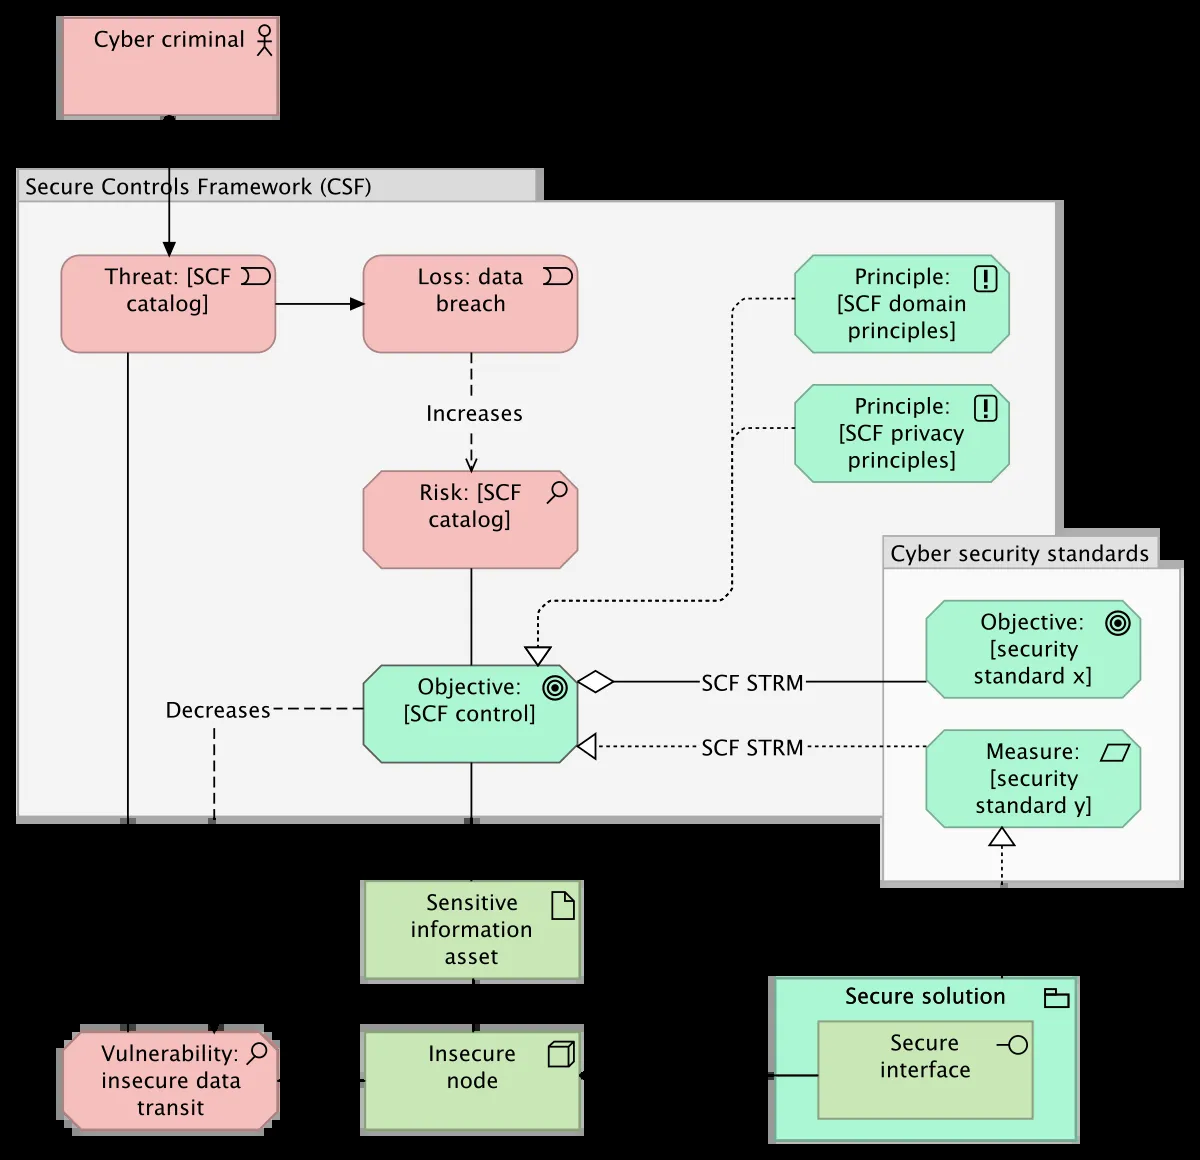 Cyber criminal
Secure Controls Framework (CSF)
Threat: [SCF
catalog]
Loss: data
breach
Principle:
[SCF domain
principles]
Increases
Principle:
[SCF privacy
principles]
Risk: [SCF
catalog]
Cyber security standards
Objective:
[security
standard x]
Objective:
[SCF control]
SCF STRM
Decreases
SCF STRM
Measure:
[security
standard y]
Sensitive
information
asset
Secure solution
Vulnerability:
insecure data
transit
Insecure
node
Secure
interface